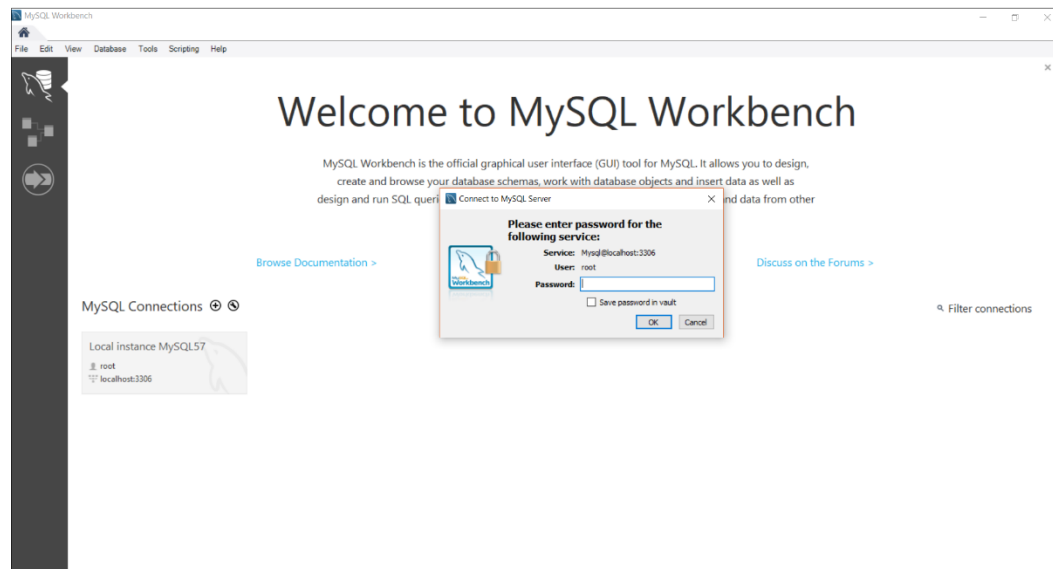 MySQL Workbench
File Edit View Database Tools Scripting Help
Welcome to MySQL Workbench
MySQL Workbench is the official graphical user interface (GUI) tool for MySQL. It allows you to design,
create and browse your database schemas, work with database objects and insert data as well as
design and run SQL queri nd data from other
Connect to MySQL Server
Please enter password for the
following service:
Service: Mysql@localhost:3306
User: root
Password:
Save password in vault
OK Cancel
MySQL
Workbench
Browse Documentation >
Discuss on the Forums >
MySQL Connections
Filter connections
Local instance MySQL57
root
localhost:3306